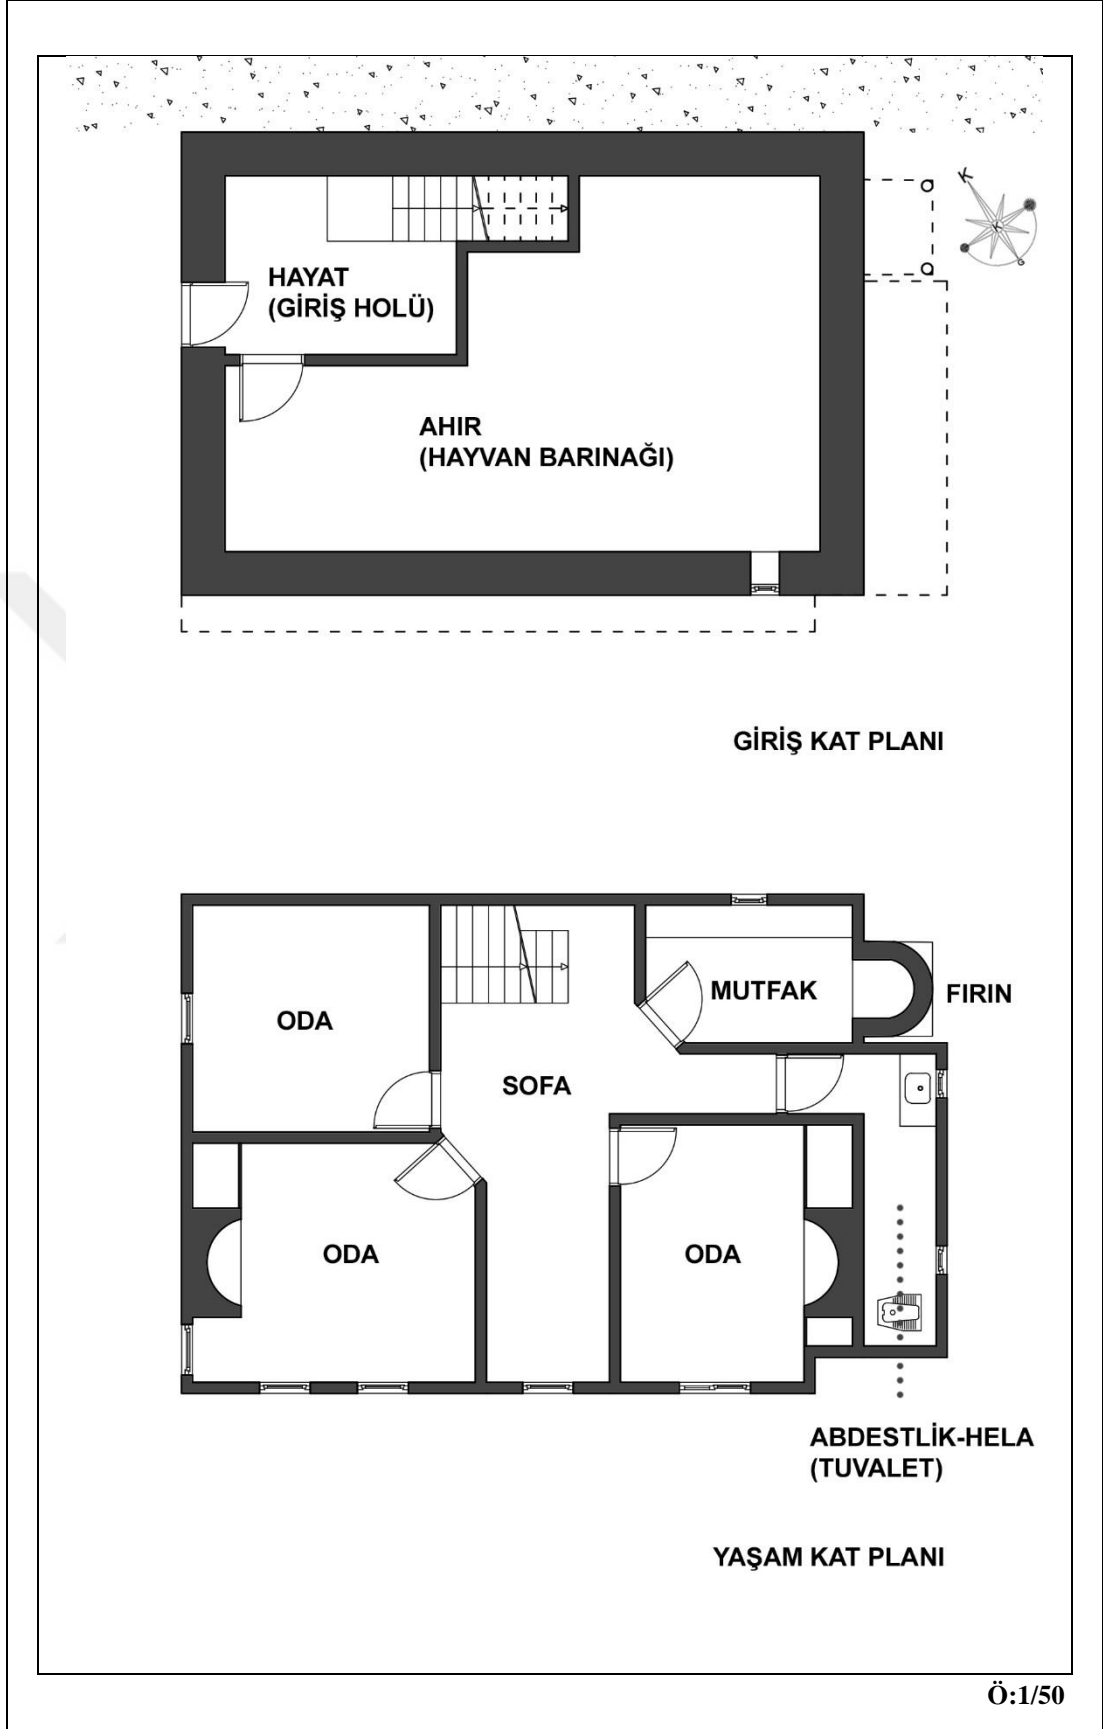 K
K
G
HAYAT
(GİRİŞ HOLÜ)
AHIR
(HAYVAN BARINAĞI)
GİRİŞ KAT PLANI
MUTFAK
FIRIN
ODA
SOFA
ODA
ODA
ABDESTLİK-HELA
(TUVALET)
YAŞAM KAT PLANI
Ö:1/50